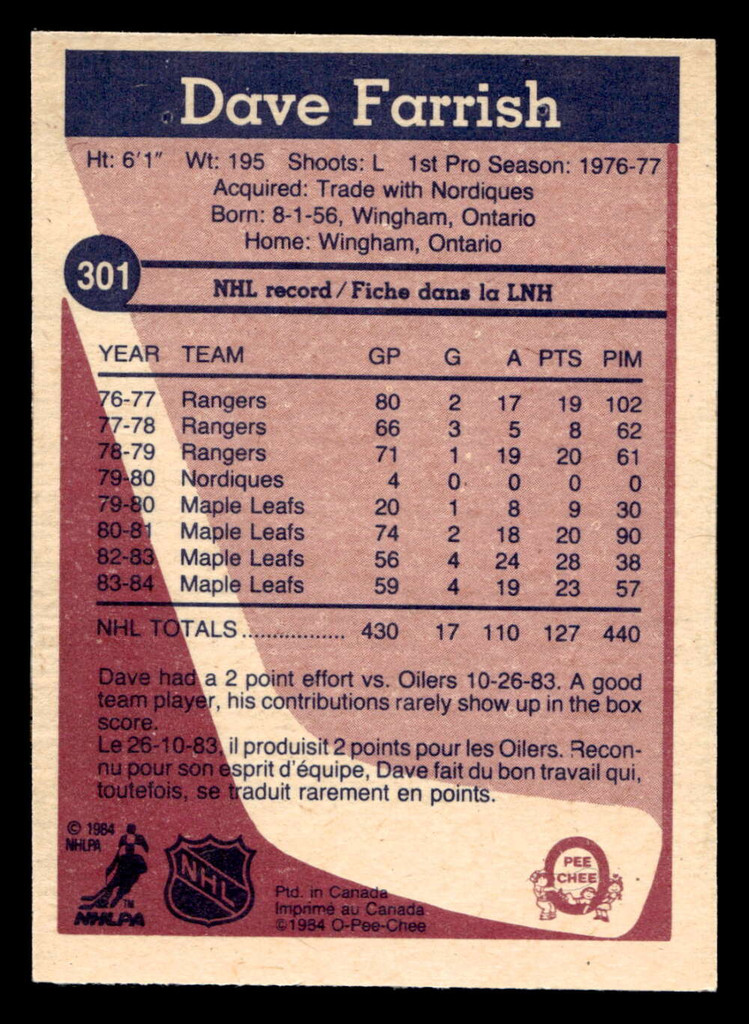 Dave Farrish
Ht: 6'1" Wt: 195 Shoots: L 1st Pro Season: 1976-77
Acquired: Trade with Nordiques
Born: 8-1-56, Wingham, Ontario
Home: Wingham, Ontario
301
NHL record/Fiche dans la LNH
YEAR TEAM GP G A PTS PIM
76-77 Rangers 80 2 17 19 102
77-78 Rangers 66 3 5 8 62
78-79 Rangers 71 1 19 20 61
79-80 Nordiques 4 0 0 0 0
79-80 Maple Leafs 20 1 8 9 30
80-81 Maple Leafs 74 2 18 20 90
82-83 Maple Leafs 56 4 24 28 38
83-84 Maple Leafs 59 4 19 23 57
NHL TOTALS................. 430 17 110 127 440
Dave had a 2 point effort vs. Oilers 10-26-83. A good
team player, his contributions rarely show up in the box
score.
Le 26-10-83, il produisit 2 points pour les Oilers. Recon-
nu pour son esprit d'équipe, Dave fait du bon travail qui,
toutefois, se traduit rarement en points.
© 1984
NHLPA
TM
NHLPA
NHL
Ptd. in Canada
Imprimé au Canada
©1984 O-Pee-Chee
PEE
CHEE